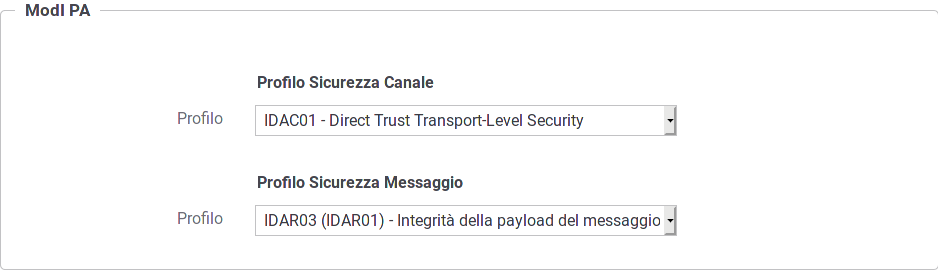 ModI PA
Profilo Sicurezza Canale
Profilo IDAC01 - Direct Trust Transport-Level Security
Profilo Sicurezza Messaggio
Profilo IDAR03 (IDAR01) - Integrità della payload del messaggio